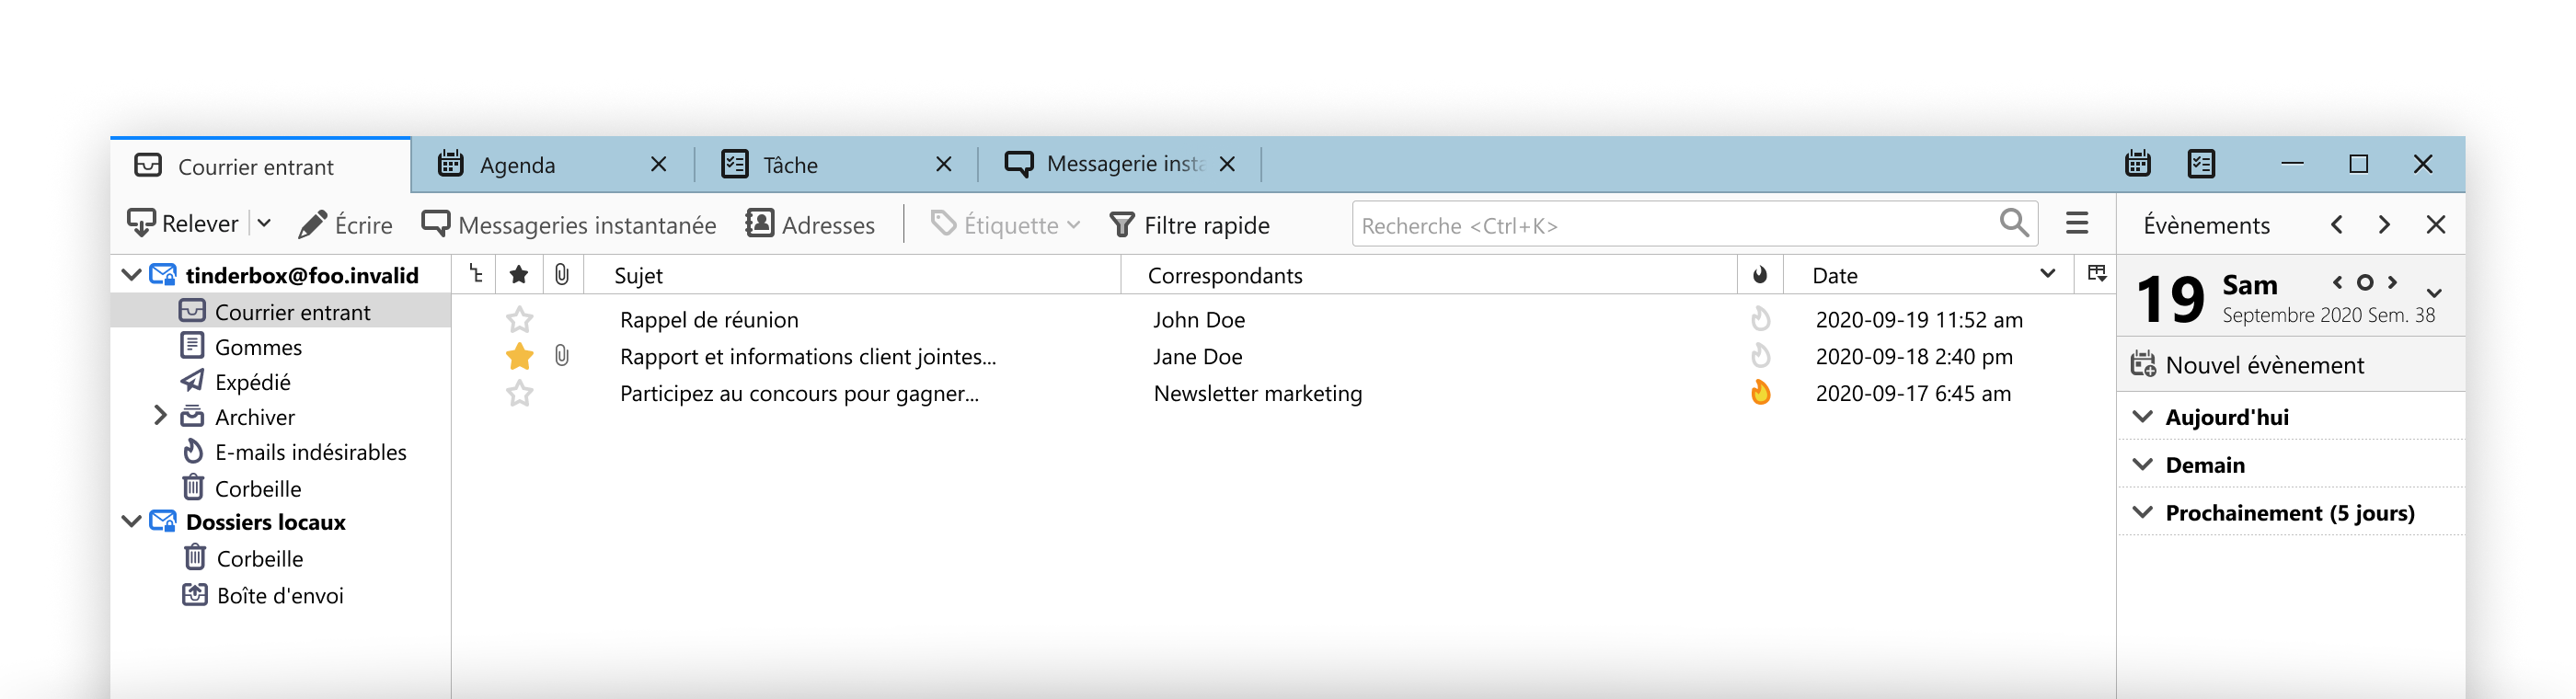 Courrier entrant
Agenda
Tâche
Messagerie inst
Relever
Écrire
Messageries instantanée
Adresses
Étiquette
Filtre rapide
Recherche <Ctrl+K>
Évènements
tinderbox@foo.invalid
Courrier entrant
Gommes
Expédié
Archiver
E-mails indésirables
Corbeille
Dossiers locaux
Corbeille
Boîte d'envoi
Sujet Correspondants Date
Rappel de réunion John Doe 2020-09-19 11:52 am
Rapport et informations client jointes... Jane Doe 2020-09-18 2:40 pm
Participez au concours pour gagner... Newsletter marketing 2020-09-17 6:45 am
19 Sam
Septembre 2020 Sem. 38
Nouvel évènement
Aujourd'hui
Demain
Prochainement (5 jours)